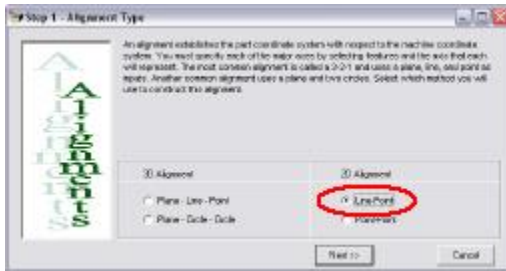 Step 1 - Alignment Type
An alignment establishes the part coordinate system with respect to the machine coordinate
system. You must specify each of the major axes by selecting features and the axis that each
will represent. The most common alignment is called a 3-2-1 and uses a plane, line, and point as
inputs. Another common alignment uses a plane and two circles. Select which method you will
use to construct the alignment.
Alignments
3D Alignment
2D Alignment
Plane - Line - Point
Line-Point
Plane - Circle - Circle
Next >>
Cancel